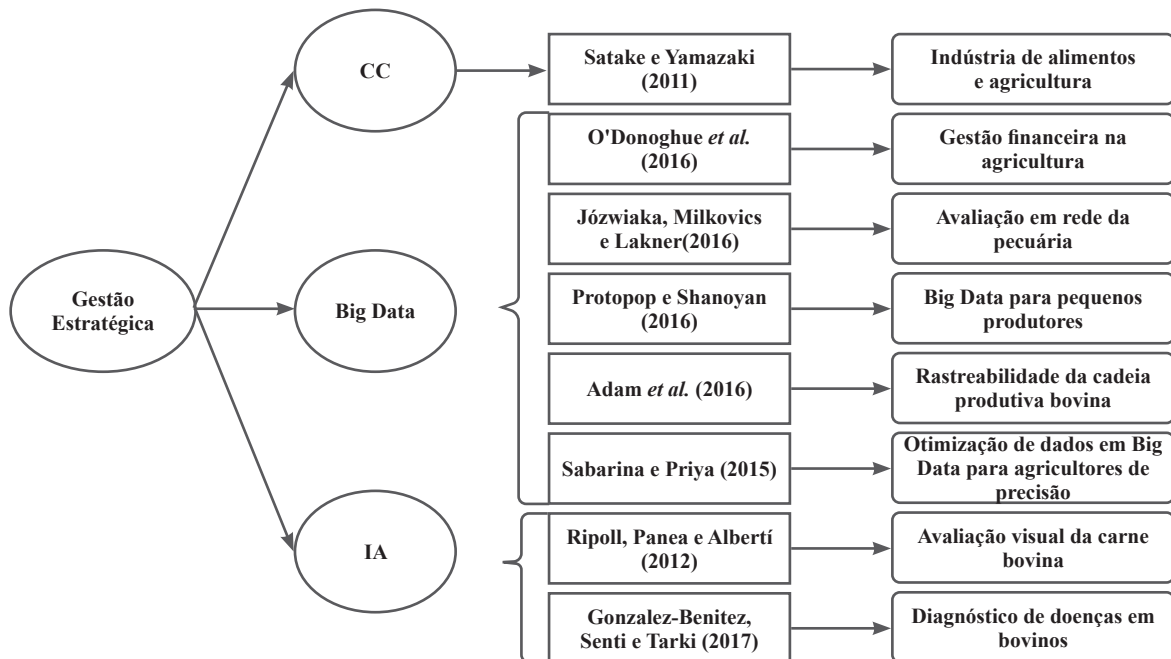 CC
Satake e Yamazaki
(2011)
Indústria de alimentos
e agricultura
O'Donoghue et al.
(2016)
Gestão financeira na
agricultura
Józwiaka, Milkovics
e Lakner(2016)
Avaliação em rede da
pecuária
Gestão
Estratégica
Big Data
Protopop e Shanoyan
(2016)
Big Data para pequenos
produtores
Adam et al. (2016)
Rastreabilidade da cadeia
produtiva bovina
Sabarina e Priya (2015)
Otimização de dados em Big
Data para agricultores de
precisão
IA
Ripoll, Panea e Albertí
(2012)
Avaliação visual da carne
bovina
Gonzalez-Benitez,
Senti e Tarki (2017)
Diagnóstico de doenças em
bovinos